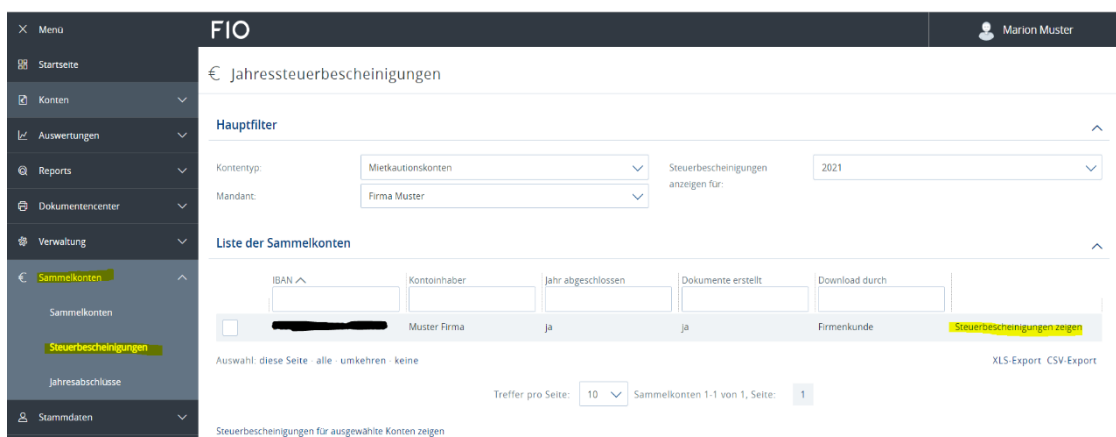 Menü
FIO
Marion Muster
Startseite
Konten
Auswertungen
Reports
Dokumentencenter
Verwaltung
€ Sammelkonten
Sammelkonten
Steuerbescheinigungen
Jahresabschlüsse
Stammdaten
€ Jahressteuerbescheinigungen
Hauptfilter
Kontentyp: Mietkautionskonten Steuerbescheinigungen anzeigen für: 2021
Mandant: Firma Muster
Liste der Sammelkonten
IBAN Kontoinhaber Jahr abgeschlossen Dokumente erstellt Download durch
Muster Firma ja ja Firmenkunde Steuerbescheinigungen zeigen
Auswahl: diese Seite · alle · umkehren · keine XLS-Export CSV-Export
Treffer pro Seite: 10 Sammelkonten 1-1 von 1, Seite: 1
Steuerbescheinigungen für ausgewählte Konten zeigen